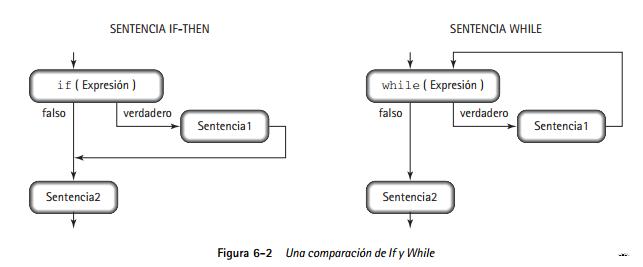 SENTENCIA IF-THEN
if ( Expresión )
falso
verdadero
Sentencia1
Sentencia2
SENTENCIA WHILE
while ( Expresión )
falso
verdadero
Sentencia1
Sentencia2
Figura 6-2 Una comparación de If y While